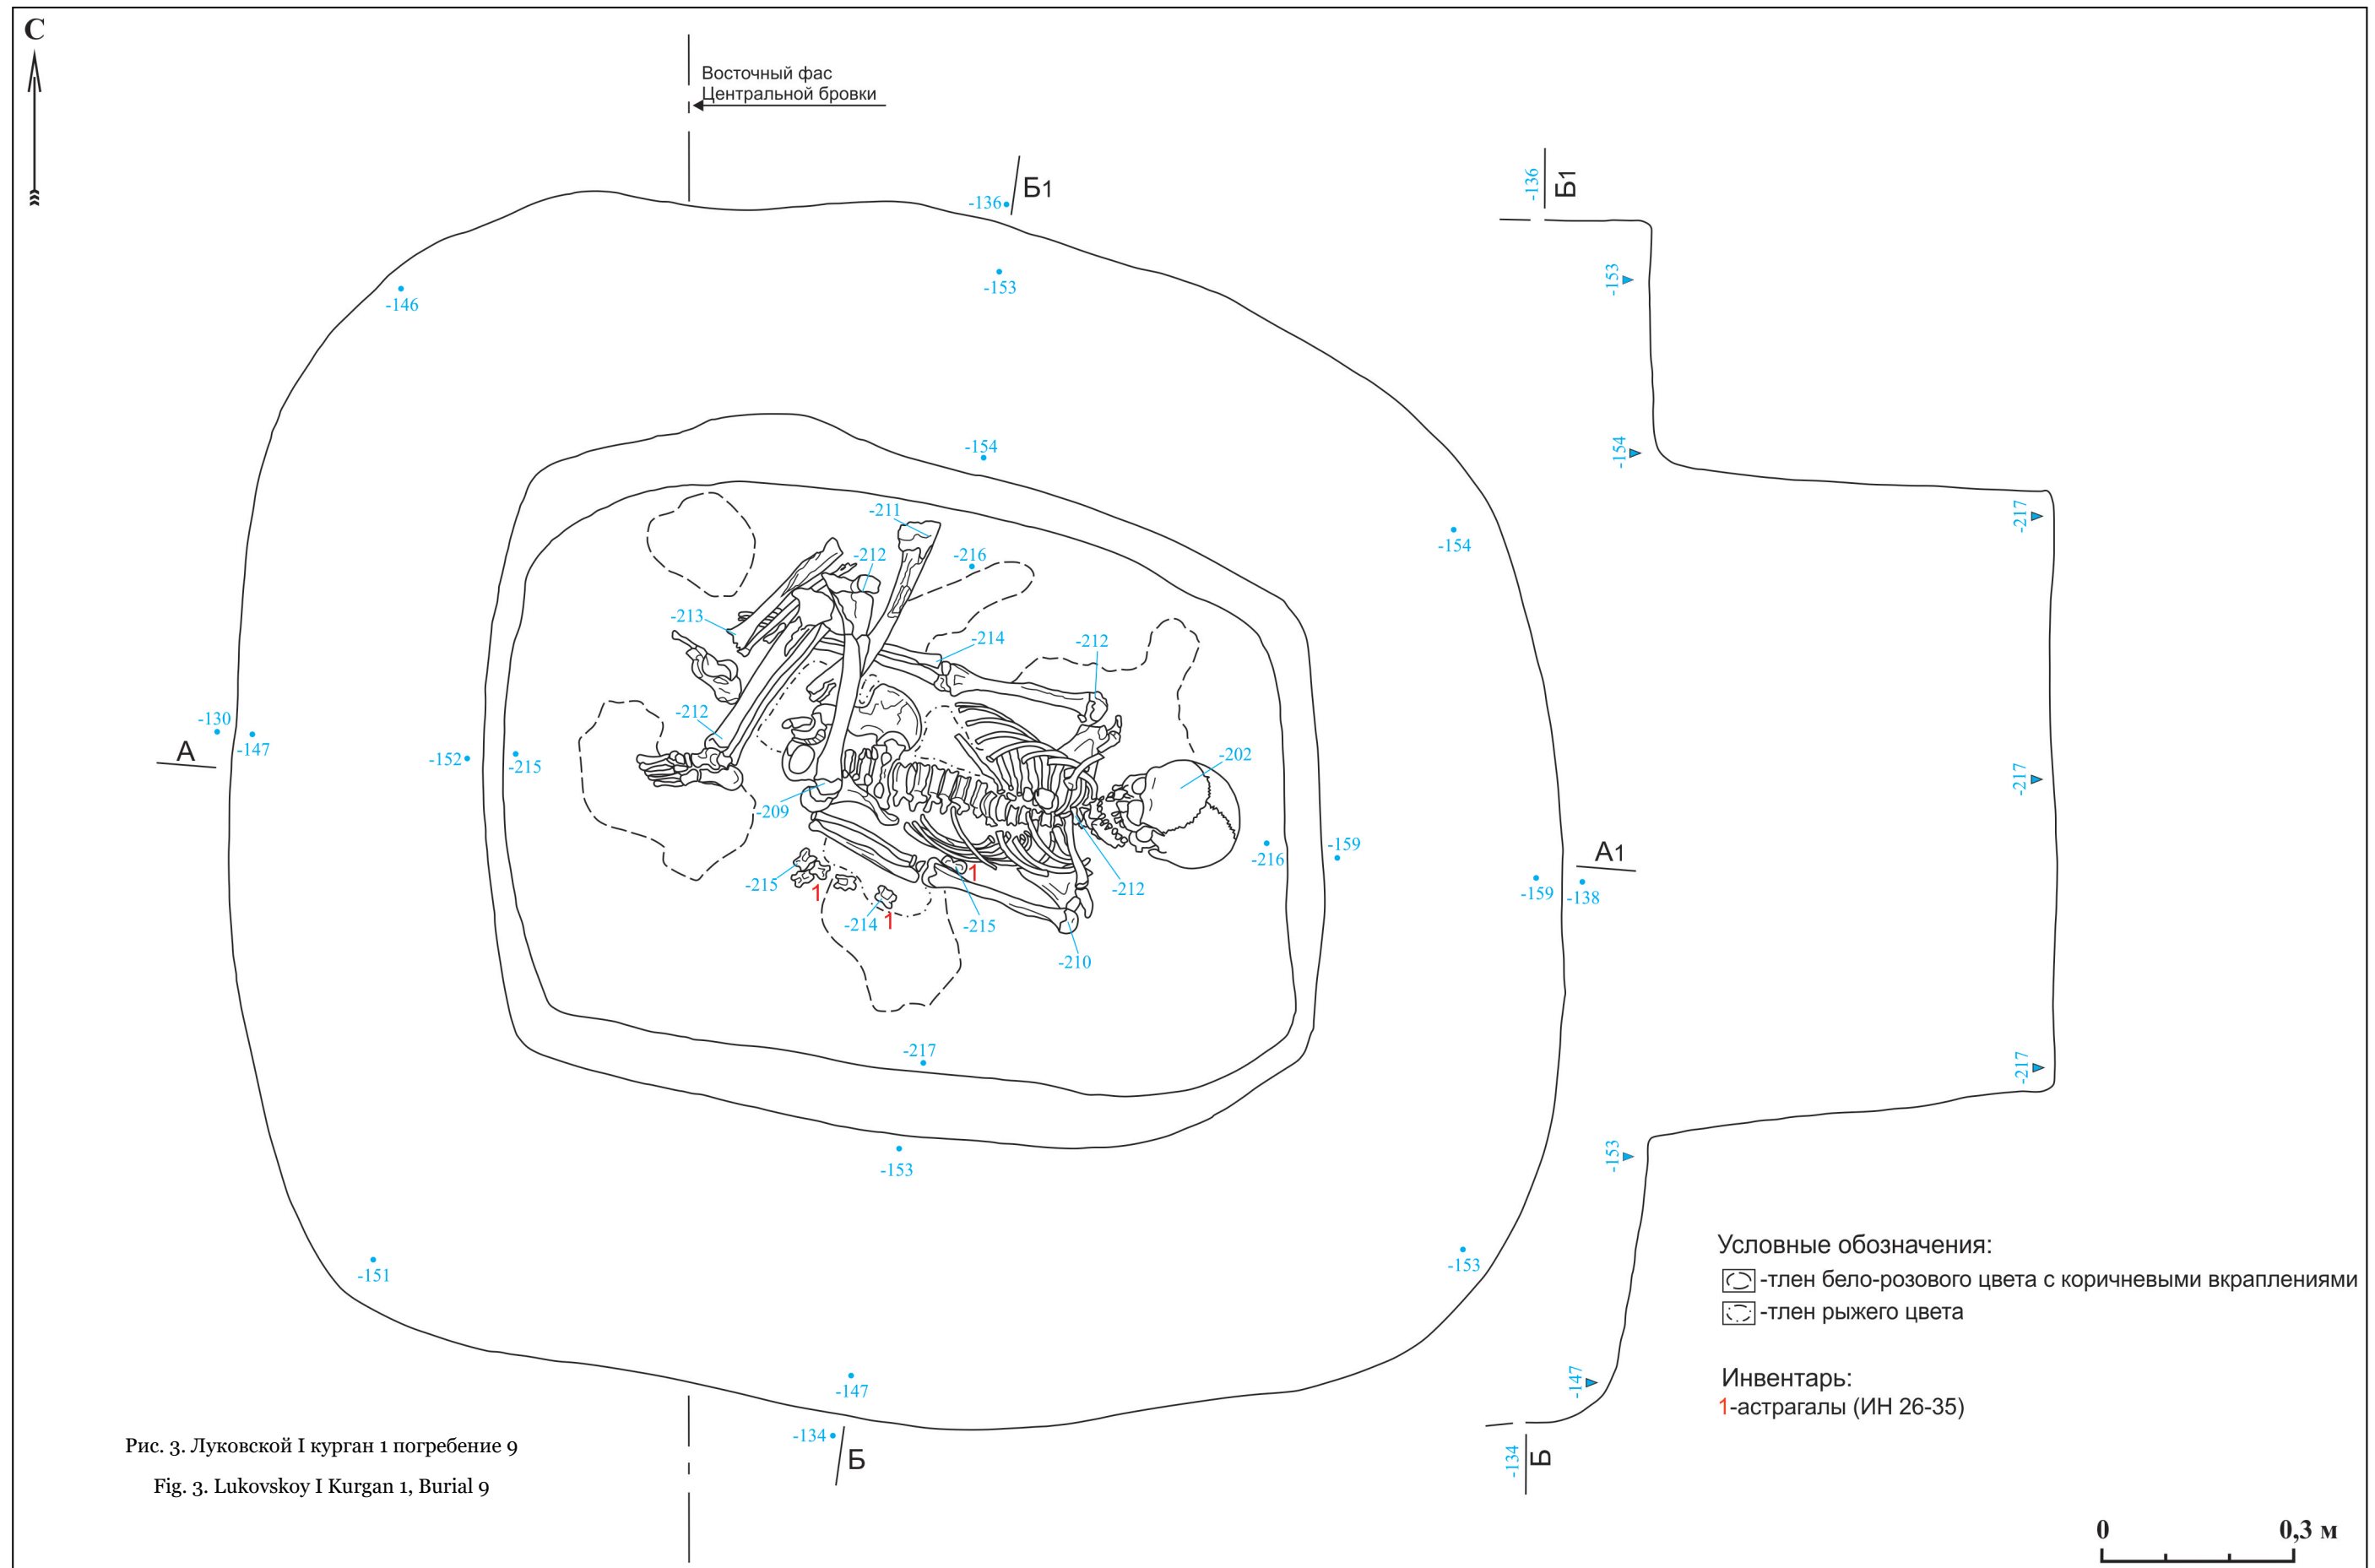 С
Восточный фас
Центральной бровки
Б1
-136
-136
Б1
-153
-153
-146
-154
-154
-211
-217
-212
-216
-154
-213
-214
-212
-212
-130
-147
А
-152
-215
-202
-217
-209
-216
-159
А1
-215
1
1
-212
-159
-138
-214
1
-215
-210
-217
-217
-153
-153
-151
-153
-147
-147
-134
Б
-134
Б
Условные обозначения:
-тлен бело-розового цвета с коричневыми вкраплениями
-тлен рыжего цвета
Инвентарь:
1-астрагалы (ИН 26-35)
Рис. 3. Луковской I курган 1 погребение 9
Fig. 3. Lukovskoy I Kurgan 1, Burial 9
0 0,3 м